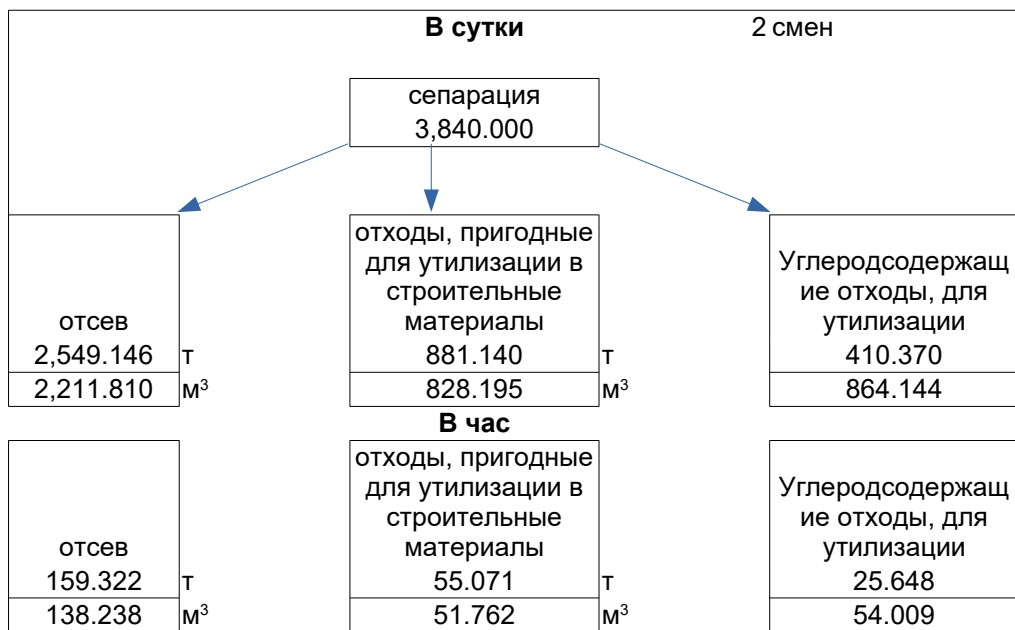 В сутки 2 смен
сепарация
3,840.000
отсев
2,549.146 т
2,211.810 м³
отходы, пригодные
для утилизации в
строительные
материалы
881.140 т
828.195 м³
Углеродсодержащ
ие отходы, для
утилизации
410.370
864.144
В час
отсев
159.322 т
138.238 м³
отходы, пригодные
для утилизации в
строительные
материалы
55.071 т
51.762 м³
Углеродсодержащ
ие отходы, для
утилизации
25.648
54.009